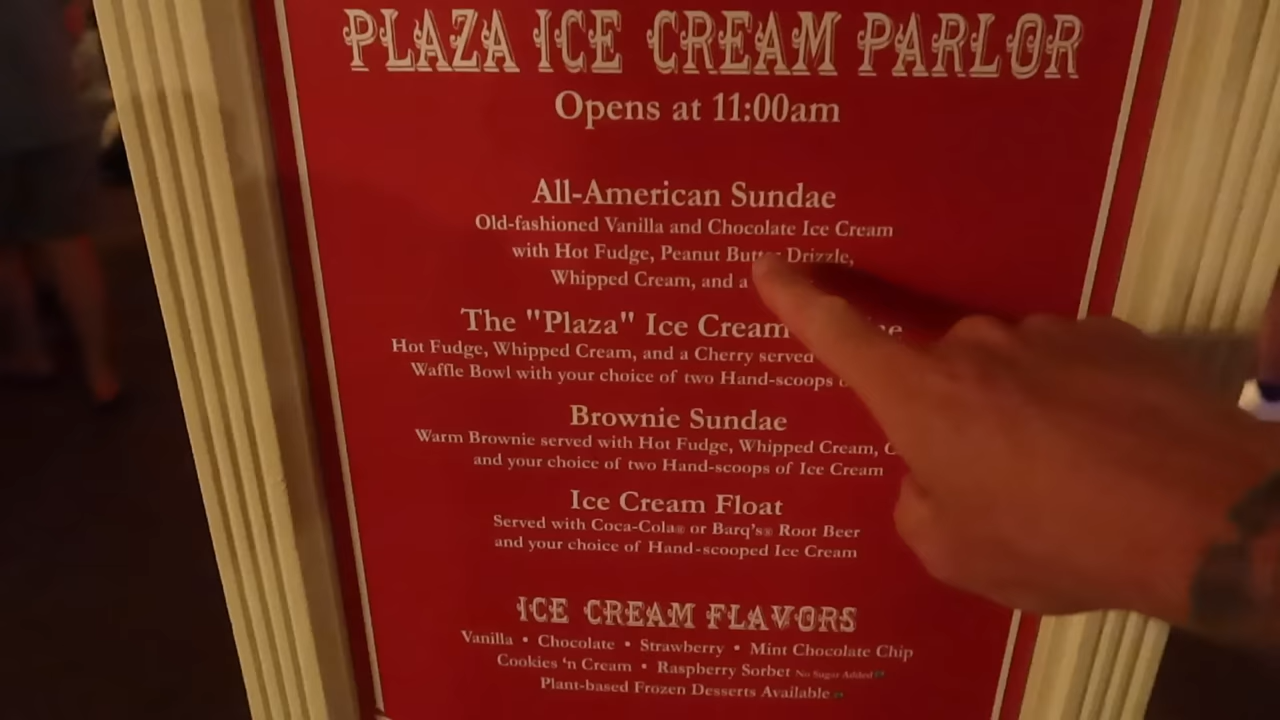 PLAZA ICE CREAM PARLOR
Opens at 11:00am
All-American Sundae
Old-fashioned Vanilla and Chocolate Ice Cream
with Hot Fudge, Peanut Butter Drizzle,
Whipped Cream, and a
The "Plaza" Ice Cream
Hot Fudge, Whipped Cream, and a Cherry served
Waffle Bowl with your choice of two Hand-scoops
Brownie Sundae
Warm Brownie served with Hot Fudge, Whipped Cream,
and your choice of two Hand-scoops of Ice Cream
Ice Cream Float
Served with Coca-Cola® or Barq's® Root Beer
and your choice of Hand-scooped Ice Cream
ICE CREAM FLAVORS
Vanilla • Chocolate • Strawberry • Mint Chocolate Chip
Cookies 'n Cream • Raspberry Sorbet No Sugar Added
Plant-based Frozen Desserts Available